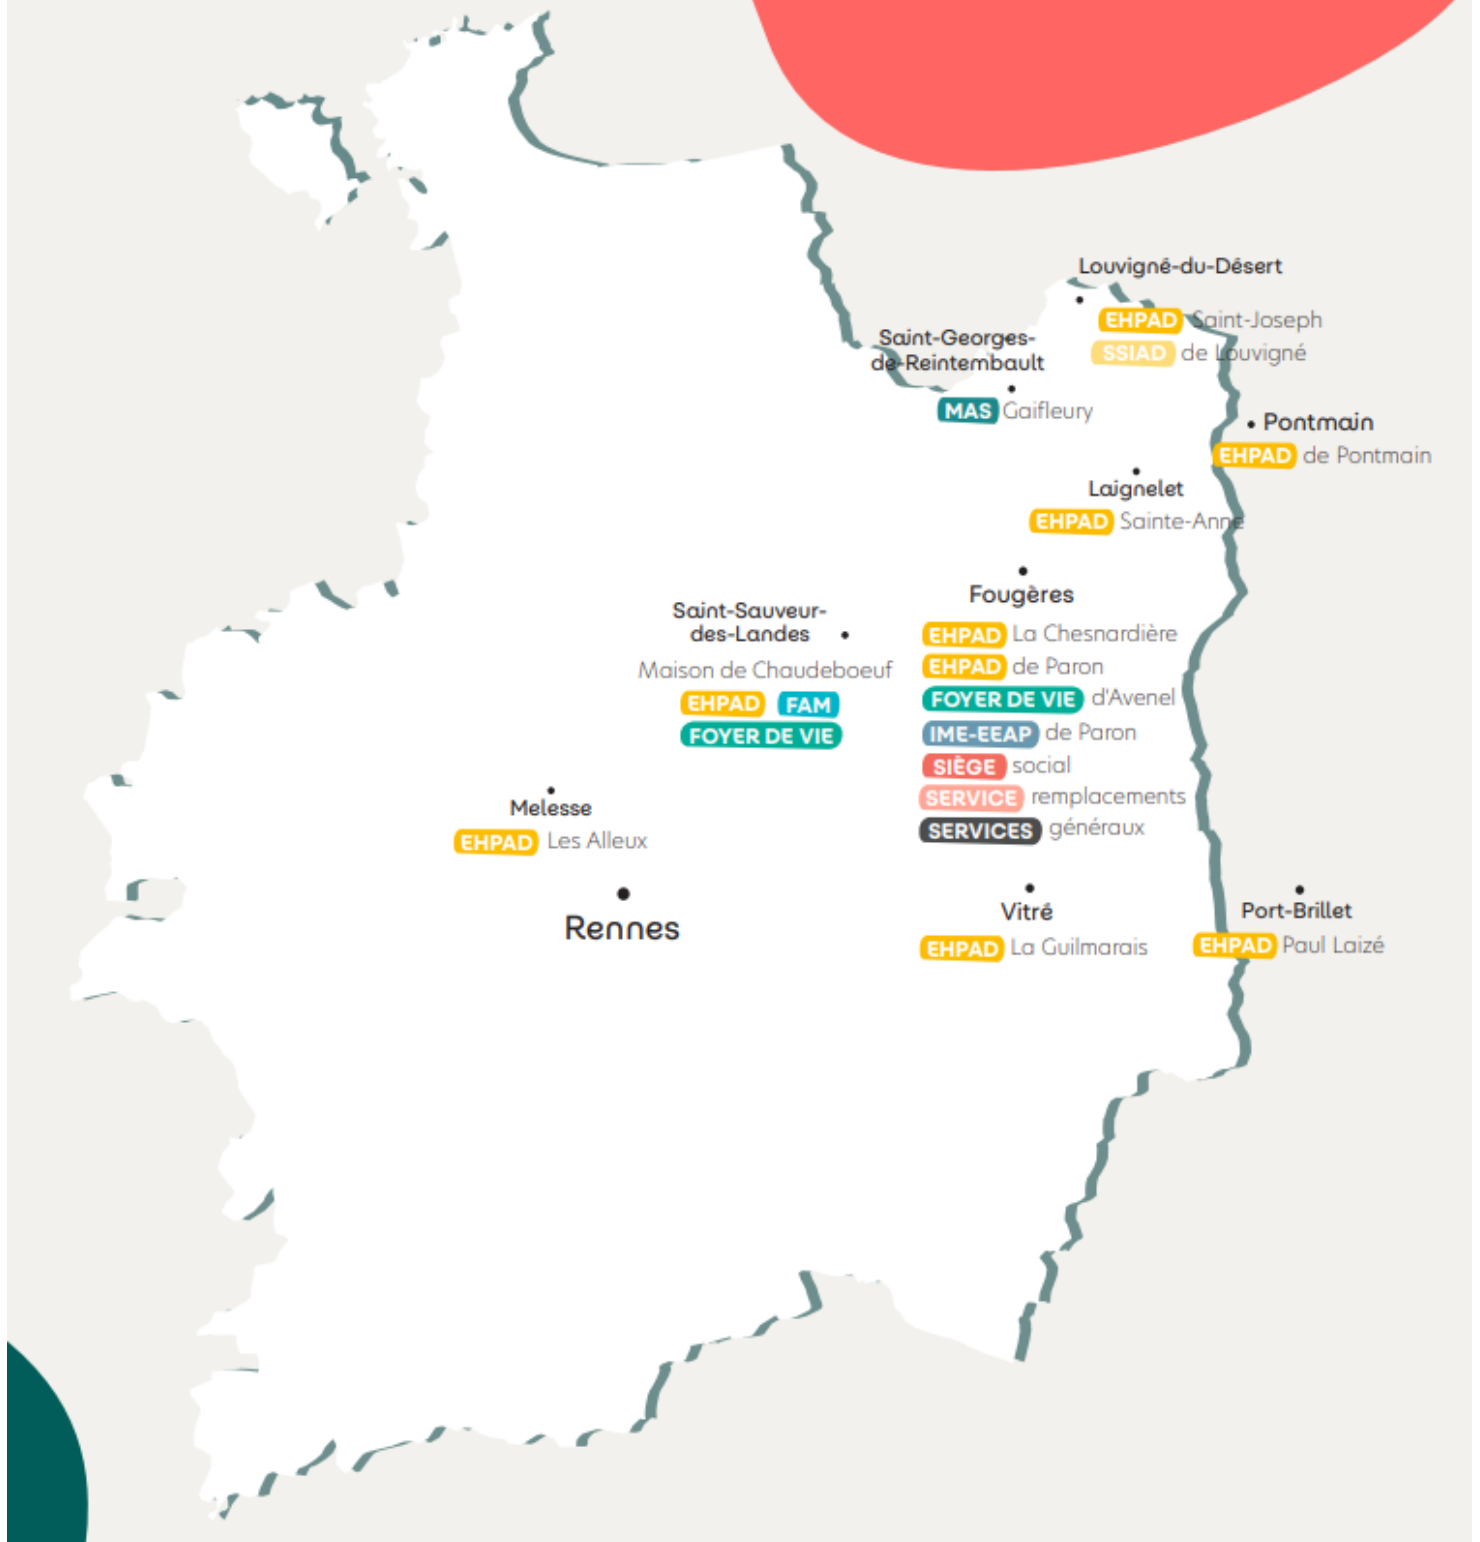 Louvigné-du-Désert
EHPAD Saint-Joseph
SSIAD de Louvigné
Saint-Georges-
de-Reintembault
MAS Gaifleury
Pontmain
EHPAD de Pontmain
Laignelet
EHPAD Sainte-Anne
Fougères
EHPAD La Chesnardière
EHPAD de Paron
FOYER DE VIE d'Avenel
IME-EEAP de Paron
SIÈGE social
SERVICE remplacements
SERVICES généraux
Saint-Sauveur-
des-Landes
Maison de Chaudeboeuf
EHPAD FAM
FOYER DE VIE
Melesse
EHPAD Les Alleux
Rennes
Vitré
EHPAD La Guilmarais
Port-Brillet
EHPAD Paul Laizé